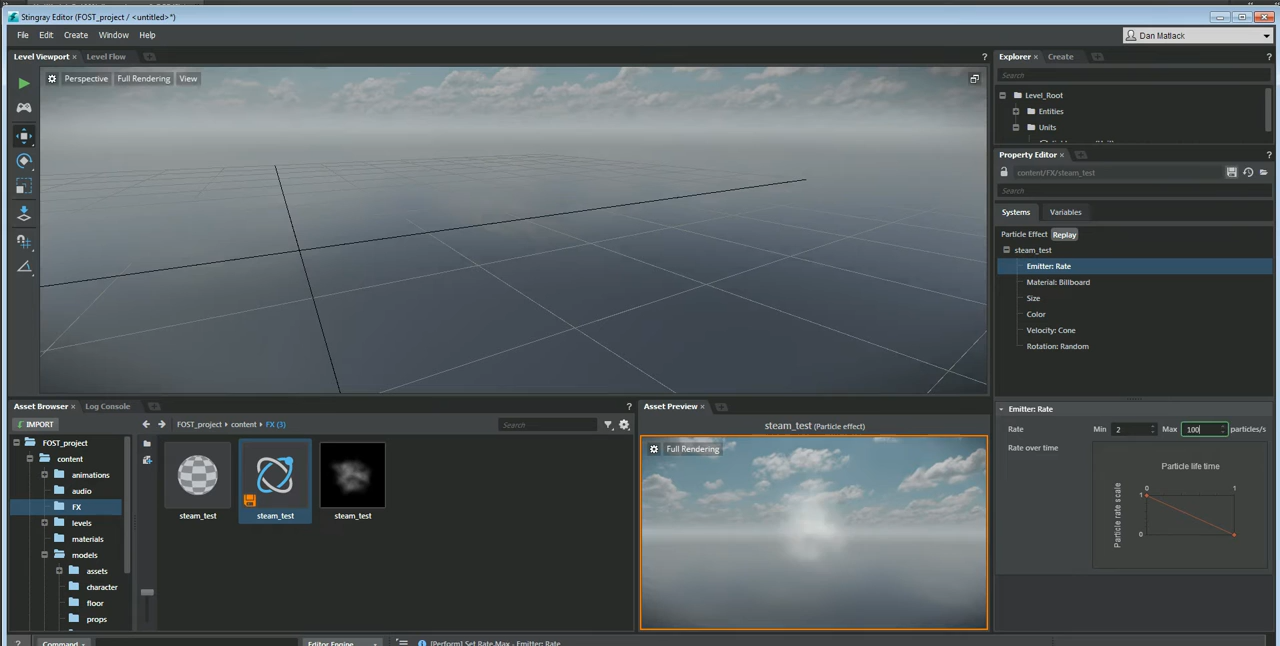 Stingray Editor (FOST_project / <untitled>*)
File Edit Create Window Help
Dan Matlack
Level Viewport × Level Flow
?
Perspective Full Rendering View
Explorer × Create
?
Search
Level_Root
Entities
Units
Property Editor ×
?
content/FX/steam_test
Search
Systems Variables
Particle Effect Replay
steam_test
Emitter: Rate
Material: Billboard
Size
Color
Velocity: Cone
Rotation: Random
Emitter: Rate
Rate Min 2 Max 100 particles/s
Rate over time
Particle life time
0 1
Particle rate scale
1
0
Asset Browser × Log Console
?
IMPORT
FOST_project content FX (3)
Search
FOST_project
content
animations
audio
FX
levels
materials
models
assets
character
floor
props
steam_test
steam_test
steam_test
Asset Preview ×
?
steam_test (Particle effect)
Full Rendering
? Command Editor Engine [Perform] Set Rate.Max - Emitter: Rate